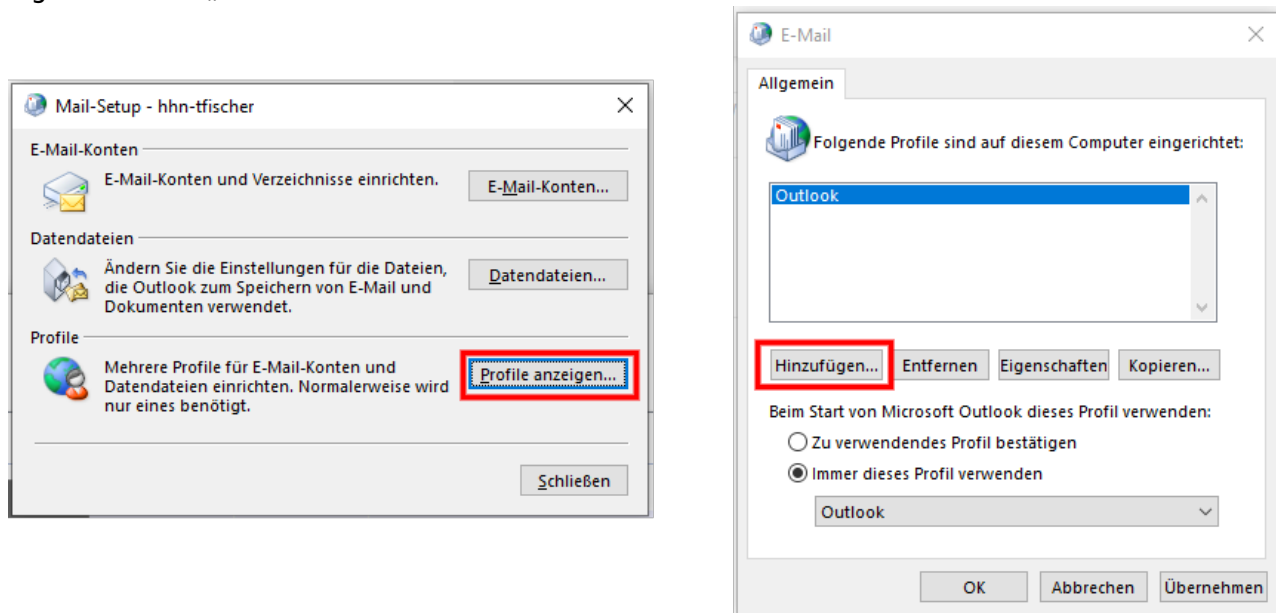 Mail-Setup - hhn-tfischer
E-Mail-Konten
E-Mail-Konten und Verzeichnisse einrichten.
E-Mail-Konten...
Datendateien
Ändern Sie die Einstellungen für die Dateien,
die Outlook zum Speichern von E-Mail und
Dokumenten verwendet.
Datendateien...
Profile
Mehrere Profile für E-Mail-Konten und
Datendateien einrichten. Normalerweise wird
nur eines benötigt.
Profile anzeigen...
Schließen
E-Mail
Allgemein
Folgende Profile sind auf diesem Computer eingerichtet:
Outlook
Hinzufügen... Entfernen Eigenschaften Kopieren...
Beim Start von Microsoft Outlook dieses Profil verwenden:
Zu verwendendes Profil bestätigen
Immer dieses Profil verwenden
Outlook
OK Abbrechen Übernehmen